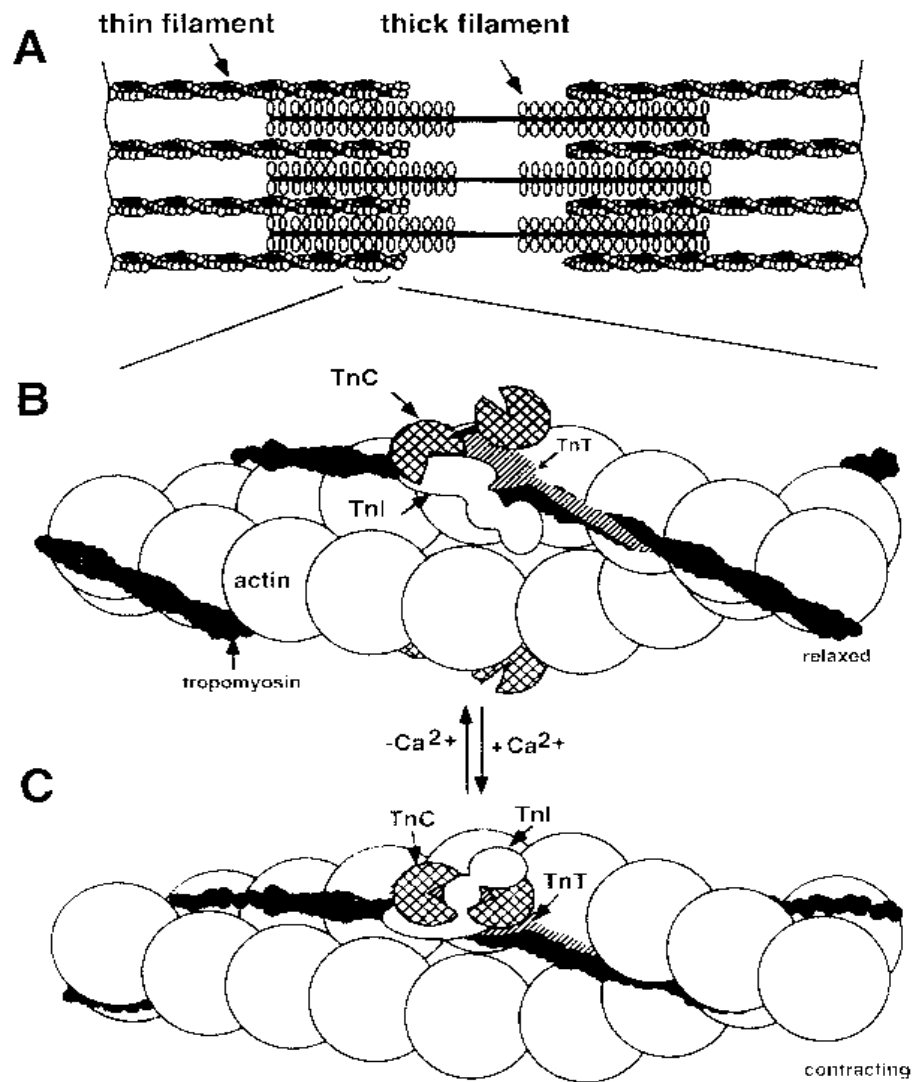 A
thin filament
thick filament
B
TnC
TnT
TnI
actin
tropomyosin
relaxed
-Ca2+
+Ca2+
C
TnC
TnI
TnT
contracting